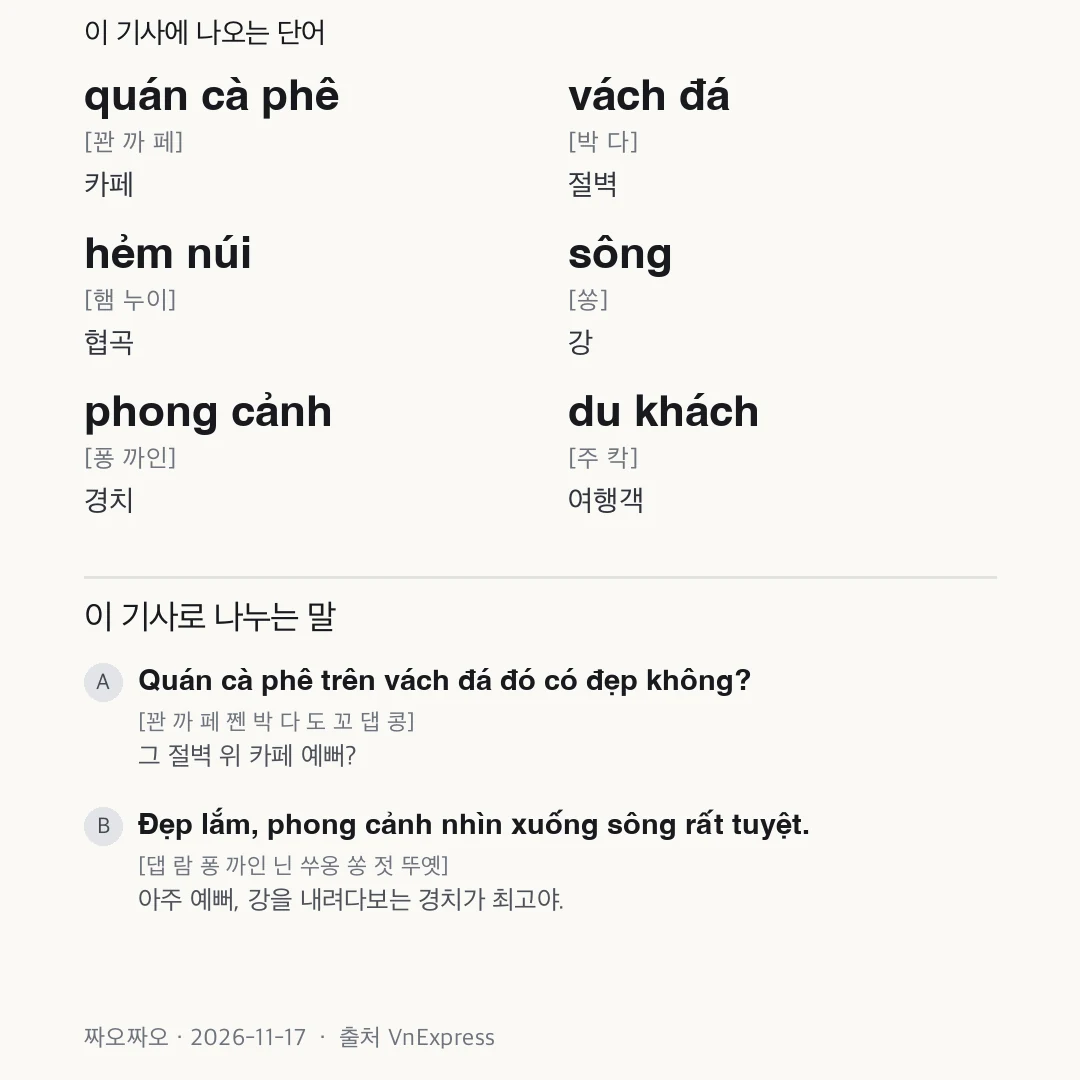 이 기사에 나오는 단어
quán cà phê
[꽌 까 페]
카페
vách đá
[박 다]
절벽
hẻm núi
[햄 누이]
협곡
sông
[쏭]
강
phong cảnh
[퐁 까인]
경치
du khách
[주 칵]
여행객
이 기사로 나누는 말
A Quán cà phê trên vách đá đó có đẹp không?
[꽌 까 페 쩬 박 다 도 꼬 댑 콩]
그 절벽 위 카페 예뻐?
B Đẹp lắm, phong cảnh nhìn xuống sông rất tuyệt.
[댑 람 퐁 까인 닌 쑤옹 쏭 젓 뚜옛]
아주 예뻐, 강을 내려다보는 경치가 최고야.
짜오짜오 · 2026-11-17 · 출처 VnExpress